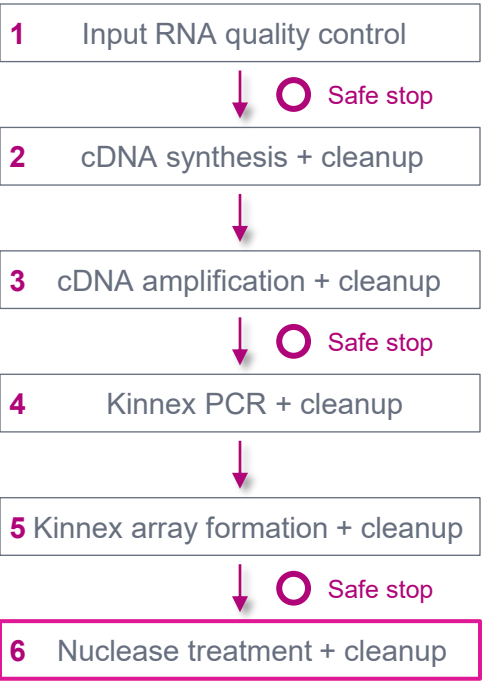 1 Input RNA quality control
Safe stop
2 cDNA synthesis + cleanup
3 cDNA amplification + cleanup
Safe stop
4 Kinnex PCR + cleanup
5 Kinnex array formation + cleanup
Safe stop
6 Nuclease treatment + cleanup